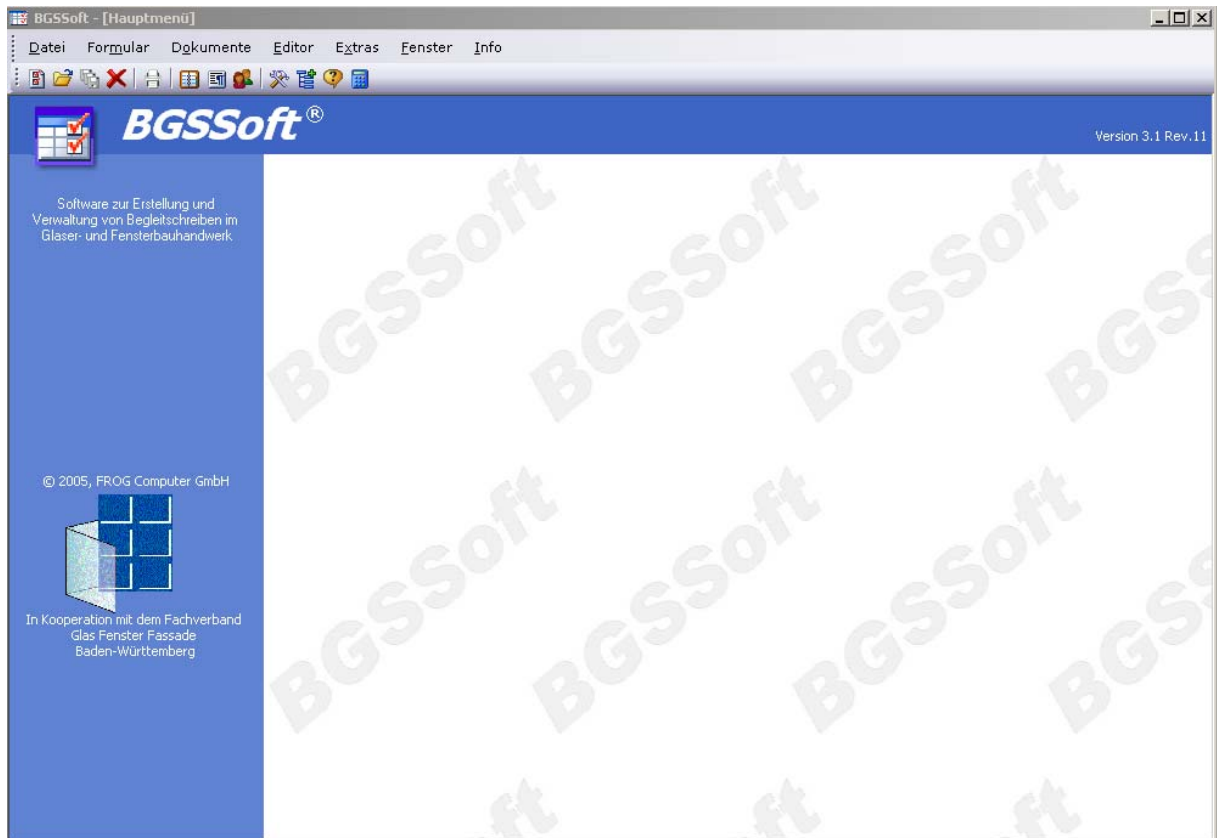 BGSSoft - [Hauptmenü]
Datei Formular Dokumente Editor Extras Fenster Info
BGSSoft ®
Version 3.1 Rev.11
Software zur Erstellung und
Verwaltung von Begleitschreiben im
Glaser- und Fensterbauhandwerk
© 2005, FROG Computer GmbH
In Kooperation mit dem Fachverband
Glas Fenster Fassade
Baden-Württemberg
BGSSoft
BGSSoft
BGSSoft
BGSS
BGSSoft
BGSSoft
BGSSoft
BGSS